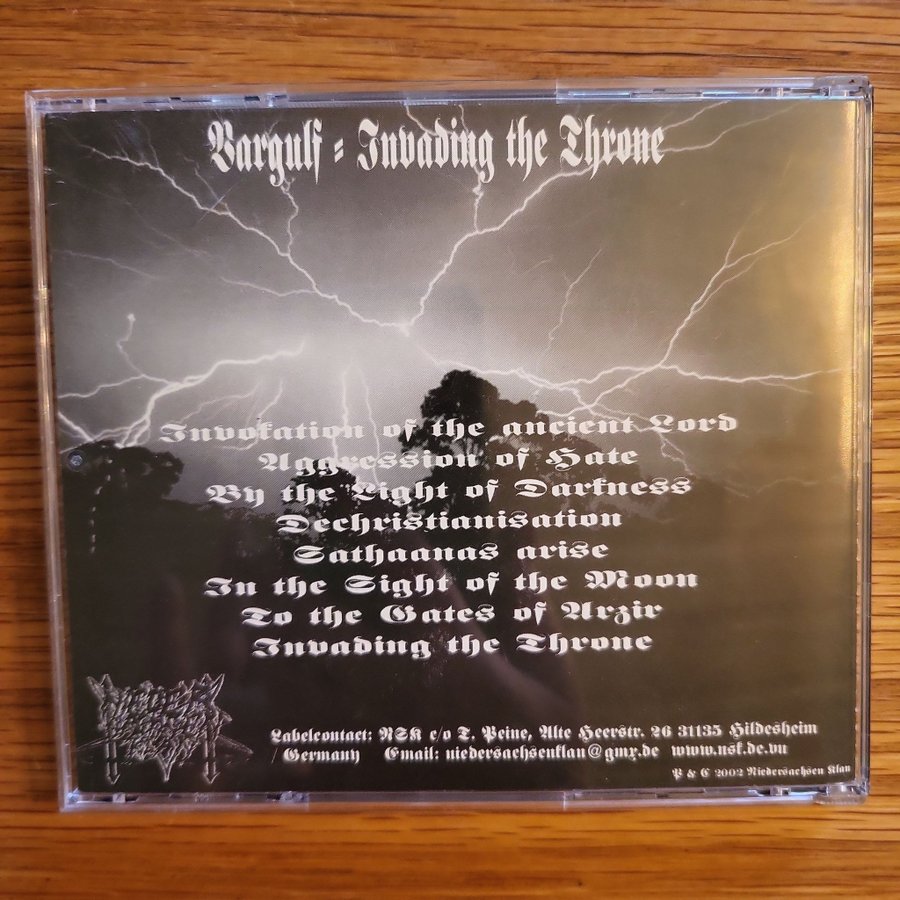 Vargulf : Invading the Throne
Invokation of the ancient Lord
Aggression of Hate
By the Light of Darkness
Dechristianisation
Sathaanas arise
In the Sight of the Moon
To the Gates of Arzir
Invading the Throne
Labelcontact: NSK c/o T. Peine, Alte Heerstr. 26 31135 Hildesheim
Germany Email: niedersachsenklan@gmx.de www.nsk.de.vu
P & C 2002 Niedersachsen Klan